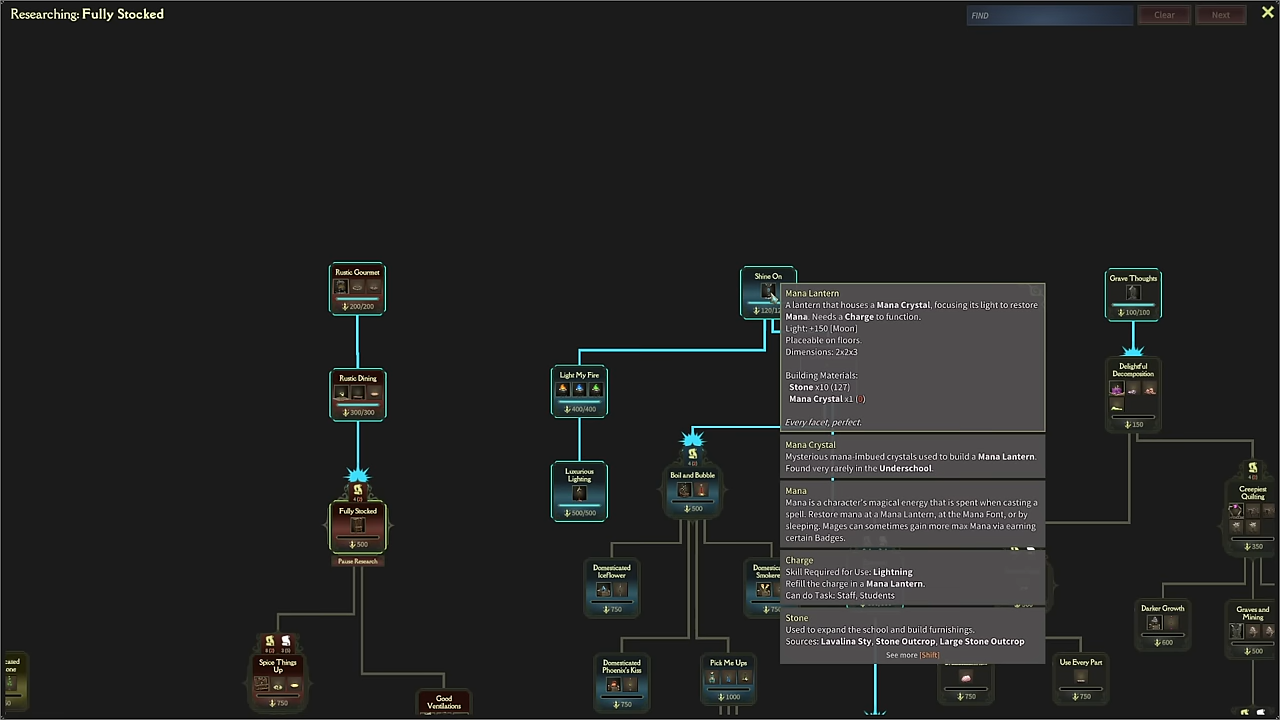 Researching: Fully Stocked
FIND
Clear
Next
Rustic Gourmet
200/200
Shine On
120/12
Grave Thoughts
100/100
Mana Lantern
A lantern that houses a Mana Crystal, focusing its light to restore
Mana. Needs a Charge to function.
Light: +150 [Moon]
Placeable on floors.
Dimensions: 2x2x3
Building Materials:
Stone x10 (127)
Mana Crystal x1 (0)
Every facet, perfect.
Rustic Dining
300/300
Light My Fire
400/400
Delightful
Decomposition
150
Mana Crystal
Mysterious mana-imbued crystals used to build a Mana Lantern.
Found very rarely in the Underschool.
Luxurious
Lighting
500/500
Boil and Bubble
500
Creepiest
Quilting
350
Fully Stocked
500
Pause Research
Mana
Mana is a character's magical energy that is spent when casting a
spell. Restore mana at a Mana Lantern, at the Mana Font, or by
sleeping. Mages can sometimes gain more max Mana via earning
certain Badges.
Charge
Skill Required for Use: Lightning
Refill the charge in a Mana Lantern.
Can do Task: Staff, Students
Domesticated
Iceflower
750
Domestica
Smokere
750
Stone
Used to expand the school and build furnishings.
Sources: Lavalina Sty, Stone Outcrop, Large Stone Outcrop
See more [Shift]
Darker Growth
600
Graves and
Mining
500
Spice Things
Up
750
Good
Ventilations
Domesticated
Phoenix's Kiss
750
Pick Me Ups
1000
750
Use Every Part
750